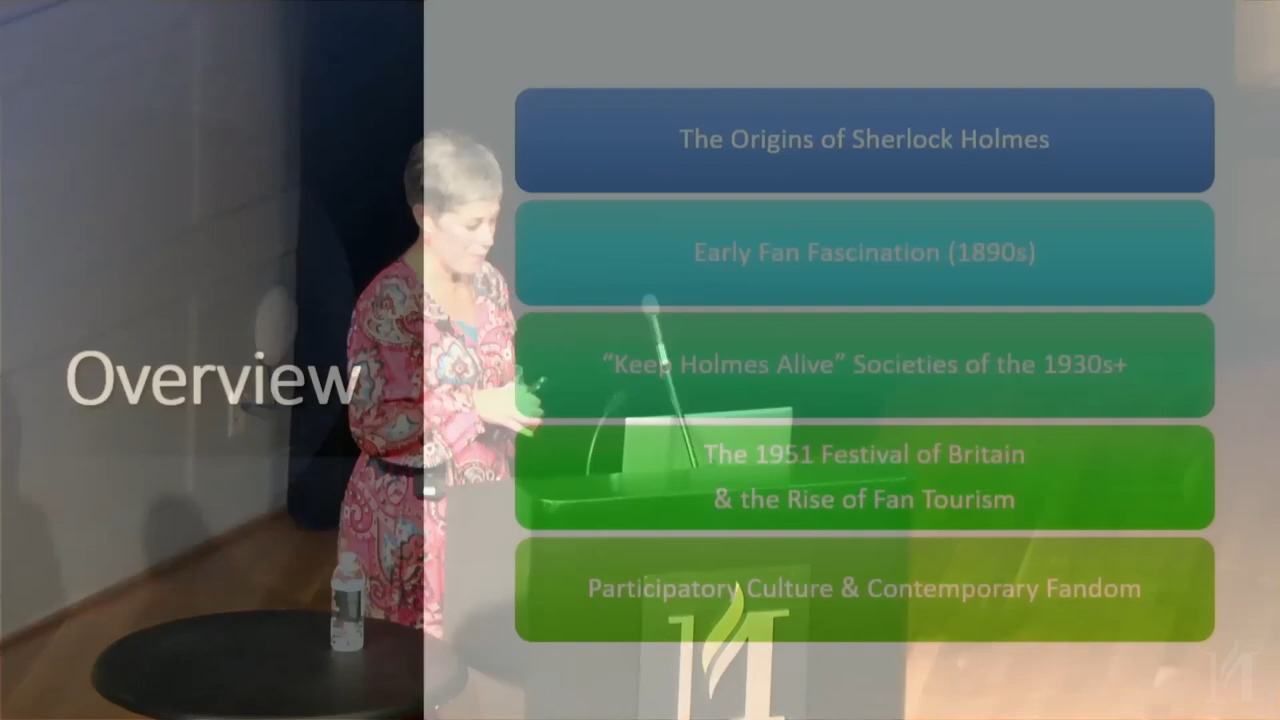 Overview
The Origins of Sherlock Holmes
Early Fan Fascination (1890s)
“Keep Holmes Alive” Societies of the 1930s+
The 1951 Festival of Britain
& the Rise of Fan Tourism
Participatory Culture & Contemporary Fandom